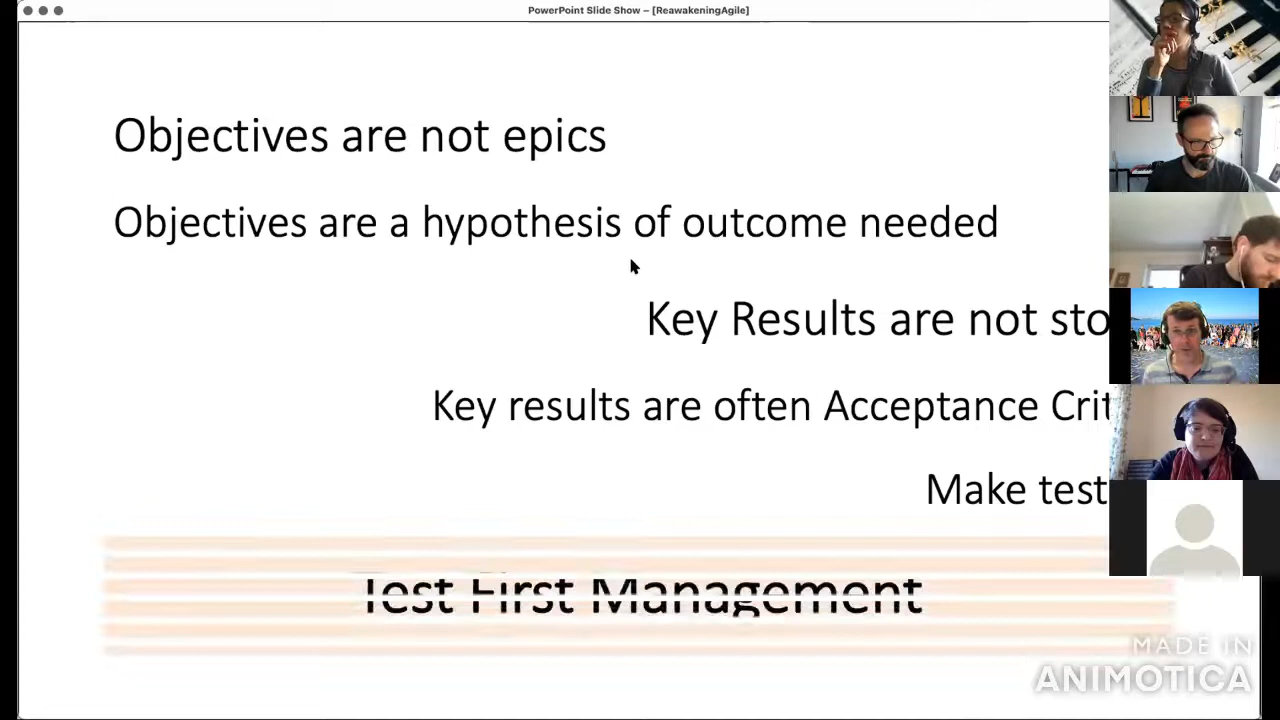 PowerPoint Slide Show – [ReawakeningAgile]
Objectives are not epics
Objectives are a hypothesis of outcome needed
Key Results are not sto
Key results are often Acceptance Crit
Make test
Test First Management
MADE IN
ANIMOTICA